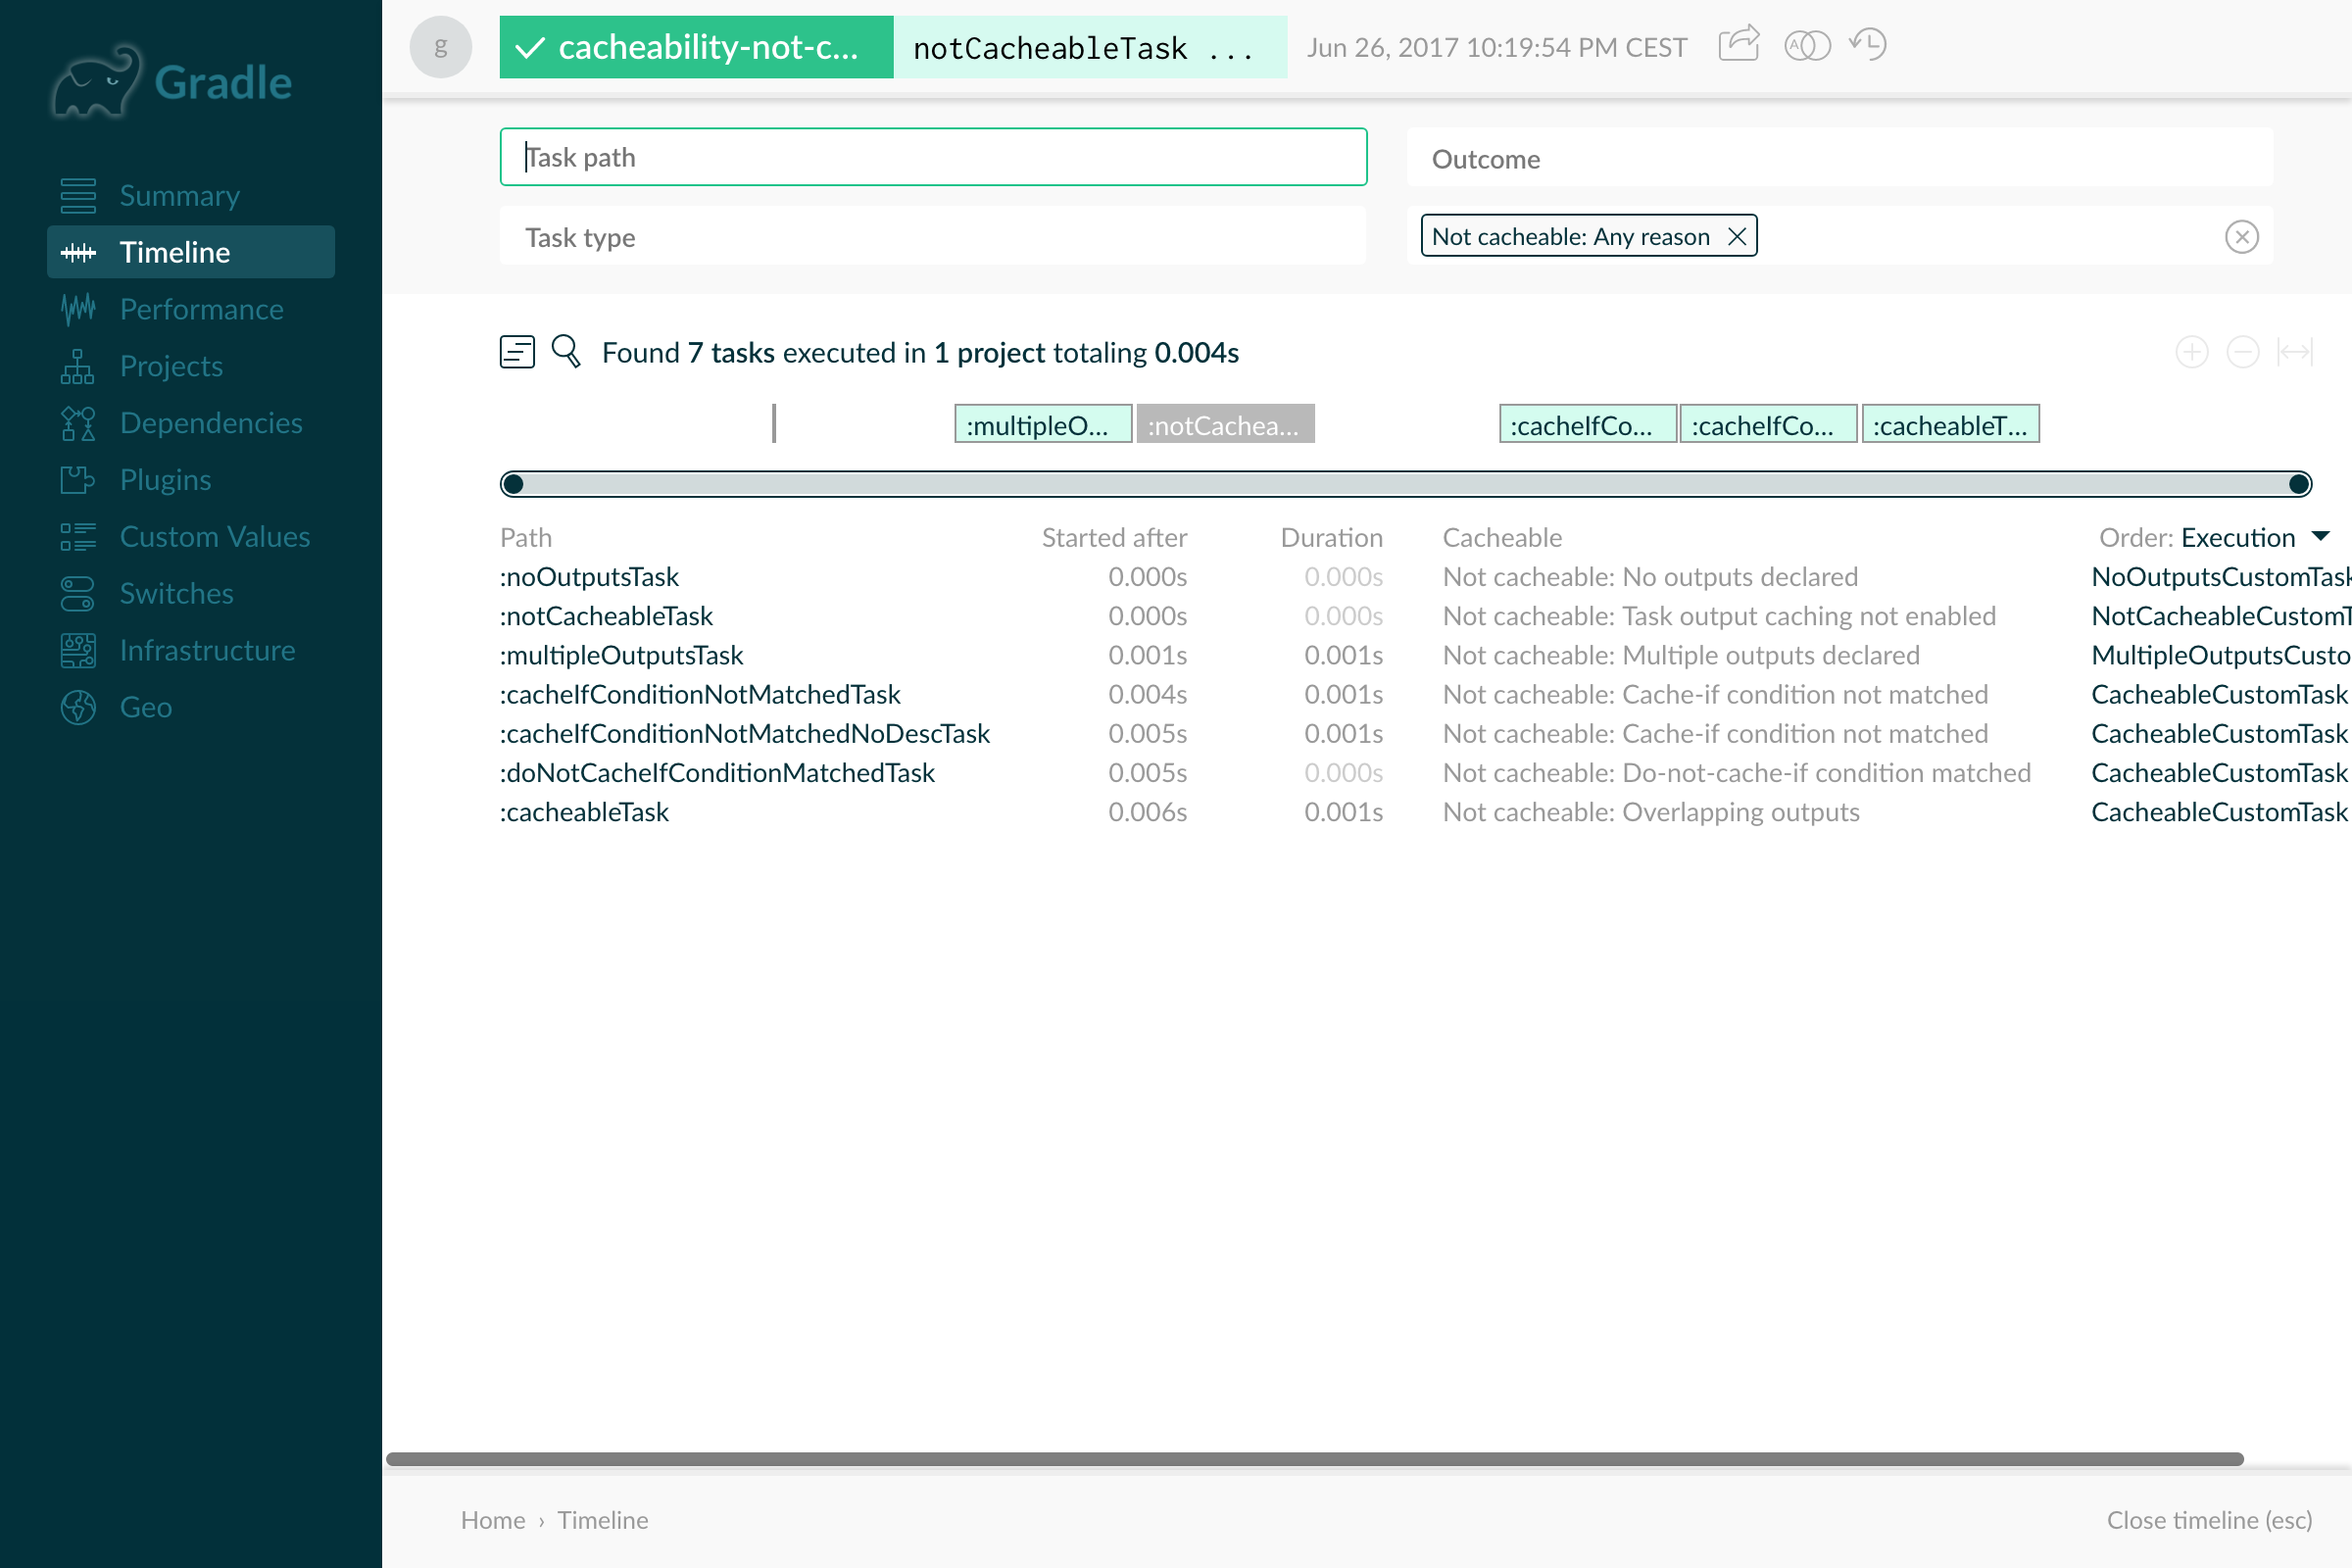 Gradle
Summary
Timeline
Performance
Projects
Dependencies
Plugins
Custom Values
Switches
Infrastructure
Geo
g cacheability-not-c... notCacheableTask ... Jun 26, 2017 10:19:54 PM CEST
Task path Outcome
Task type Not cacheable: Any reason
Found 7 tasks executed in 1 project totaling 0.004s
:multipleO... :notCachea... :cacheIfCo... :cacheIfCo... :cacheableT...
Path Started after Duration Cacheable Order: Execution
:noOutputsTask 0.000s 0.000s Not cacheable: No outputs declared NoOutputsCustomTask
:notCacheableTask 0.000s 0.000s Not cacheable: Task output caching not enabled NotCacheableCustomT
:multipleOutputsTask 0.001s 0.001s Not cacheable: Multiple outputs declared MultipleOutputsCusto
:cacheIfConditionNotMatchedTask 0.004s 0.001s Not cacheable: Cache-if condition not matched CacheableCustomTask
:cacheIfConditionNotMatchedNoDescTask 0.005s 0.001s Not cacheable: Cache-if condition not matched CacheableCustomTask
:doNotCacheIfConditionMatchedTask 0.005s 0.000s Not cacheable: Do-not-cache-if condition matched CacheableCustomTask
:cacheableTask 0.006s 0.001s Not cacheable: Overlapping outputs CacheableCustomTask
Home › Timeline Close timeline (esc)